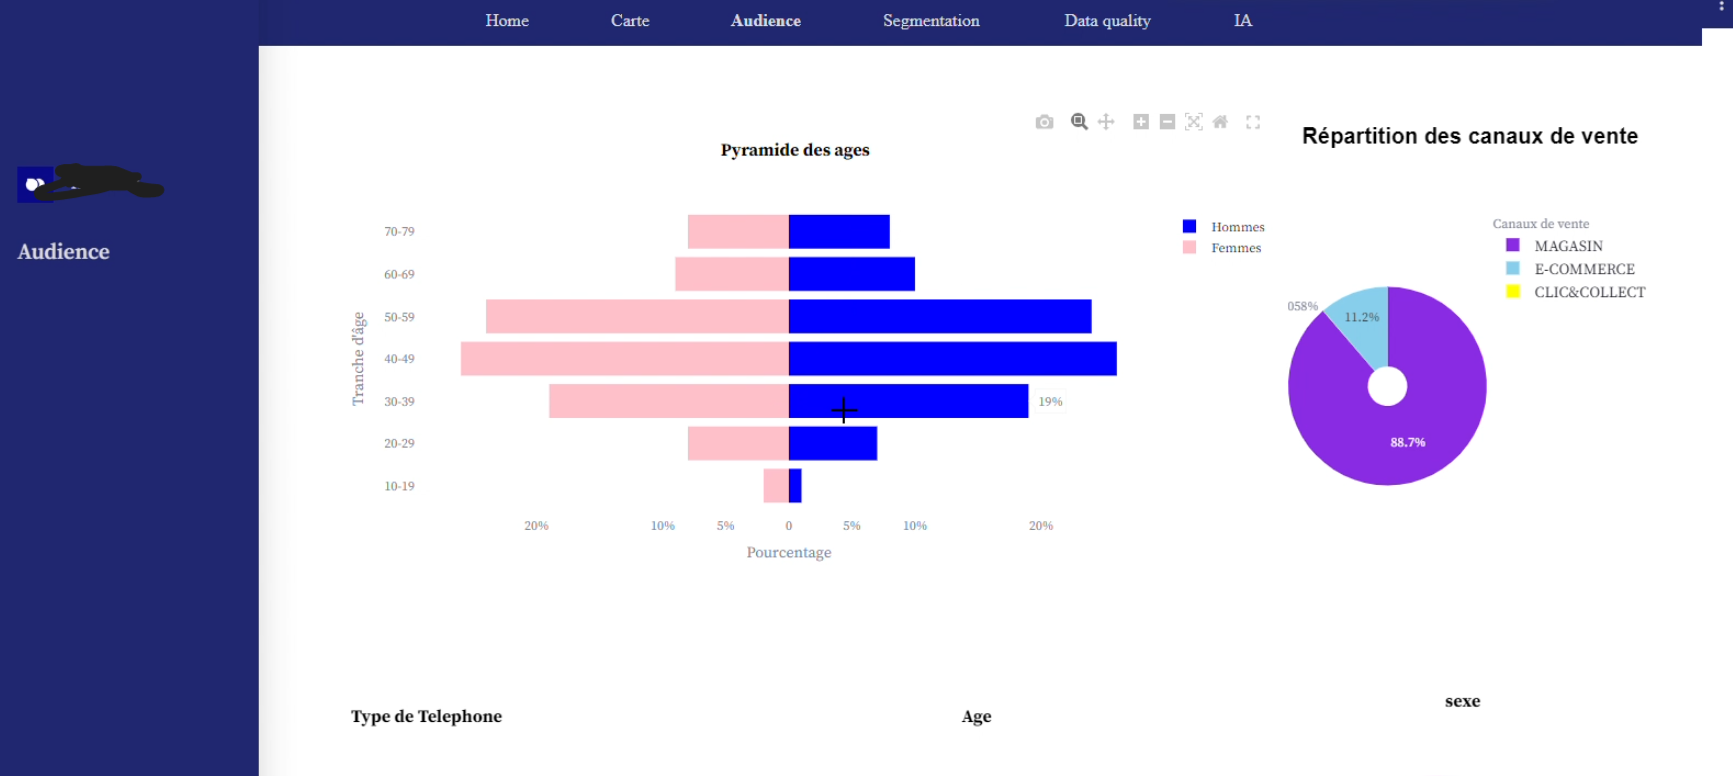 Home Carte Audience Segmentation Data quality IA
Audience
Pyramide des ages
Tranche d'âge
70-79
60-69
50-59
40-49
30-39
20-29
10-19
19%
20% 10% 5% 0 5% 10% 20%
Pourcentage
Hommes
Femmes
Répartition des canaux de vente
Canaux de vente
MAGASIN
E-COMMERCE
CLIC&COLLECT
058%
11.2%
88.7%
Type de Telephone
Age
sexe